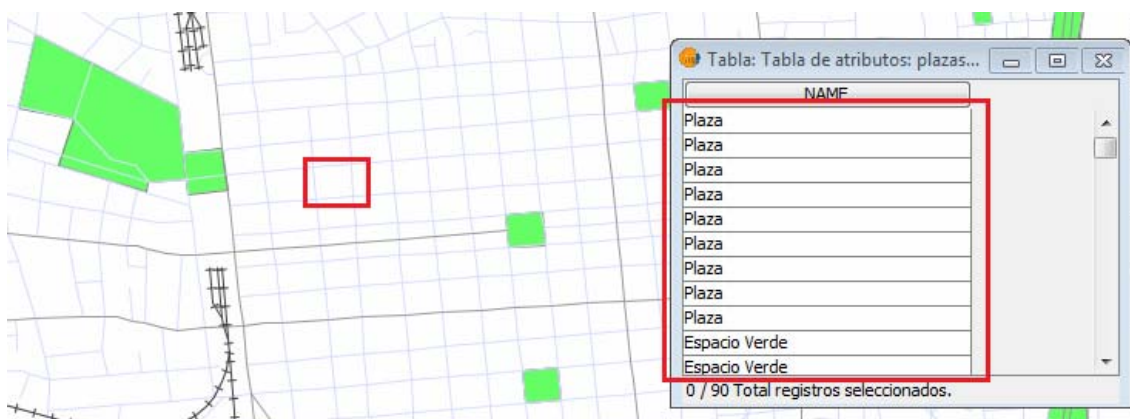 Tabla: Tabla de atributos: plazas...
NAME
Plaza
Plaza
Plaza
Plaza
Plaza
Plaza
Plaza
Plaza
Plaza
Espacio Verde
Espacio Verde
0 / 90 Total registros seleccionados.